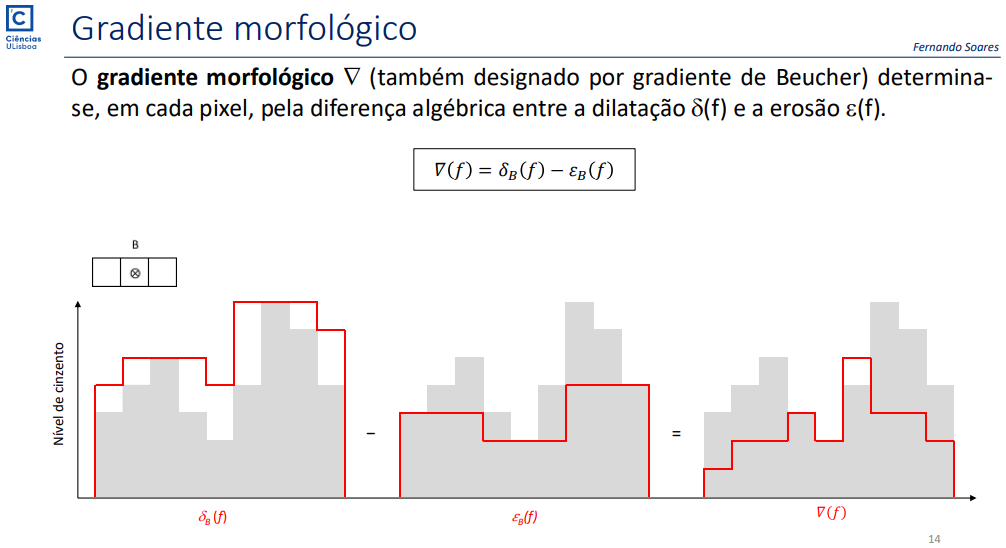 Ciências
ULisboa
Gradiente morfológico
Fernando Soares
O gradiente morfológico ∇ (também designado por gradiente de Beucher) determina-
se, em cada pixel, pela diferença algébrica entre a dilatação δ(f) e a erosão ε(f).
∇(f) = δ_B(f) − ε_B(f)
B
Nível de cinzento
−
=
δ_B(f)
ε_B(f)
∇(f)
14